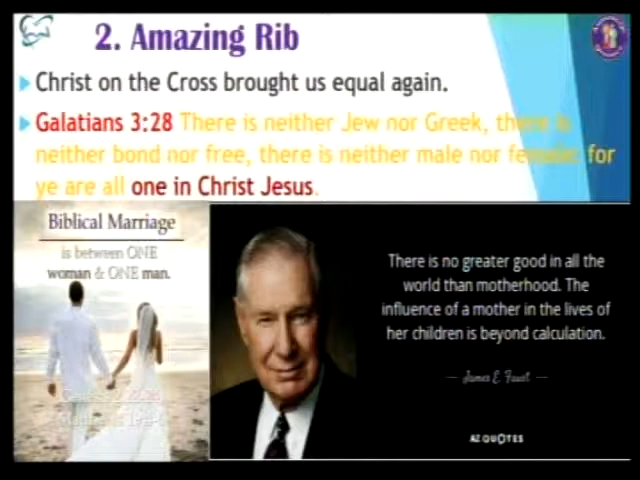 2. Amazing Rib
Christ on the Cross brought us equal again.
Galatians 3:28 There is neither Jew nor Greek, there is
neither bond nor free, there is neither male nor female: for
ye are all one in Christ Jesus.
Biblical Marriage
is between ONE
woman & ONE man.
There is no greater good in all the
world than motherhood. The
influence of a mother in the lives of
her children is beyond calculation.
— James E. Faust —
AZ QUOTES